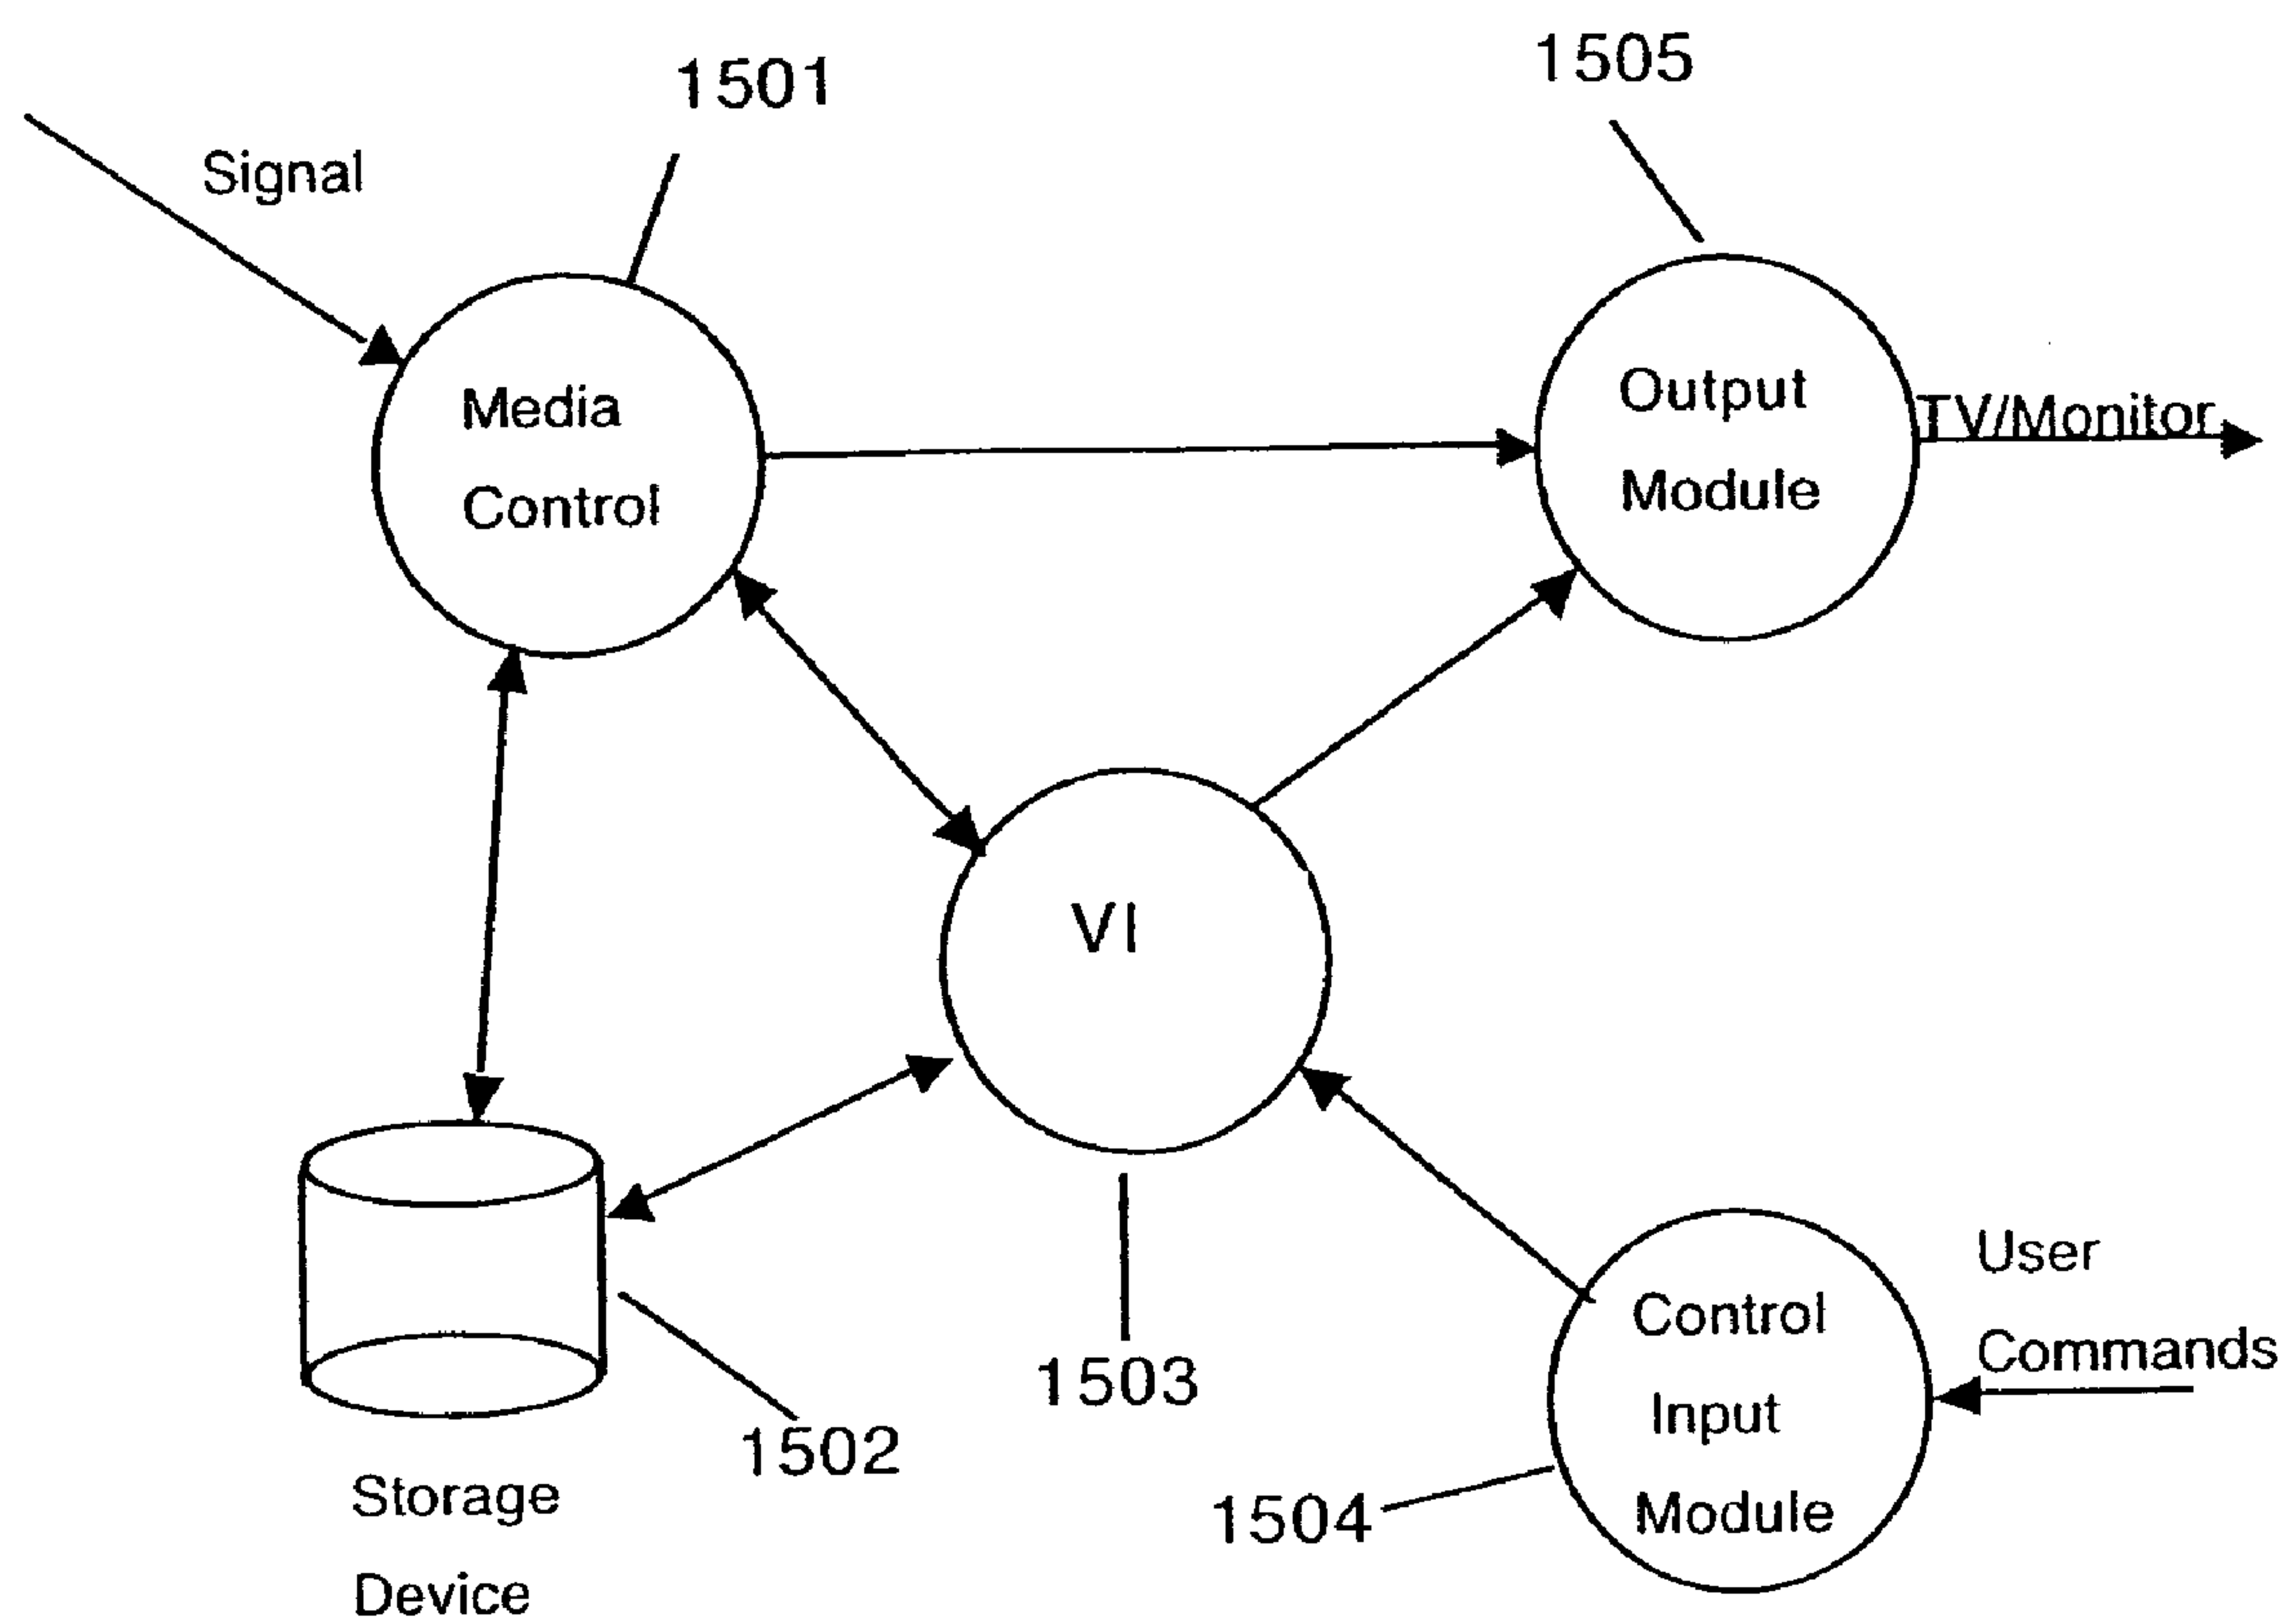 1501
1505
Signal
Media
Control
Output
Module
TV/Monitor
VI
1503
1502
Storage
Device
User
Commands
Control
Input
Module
1504